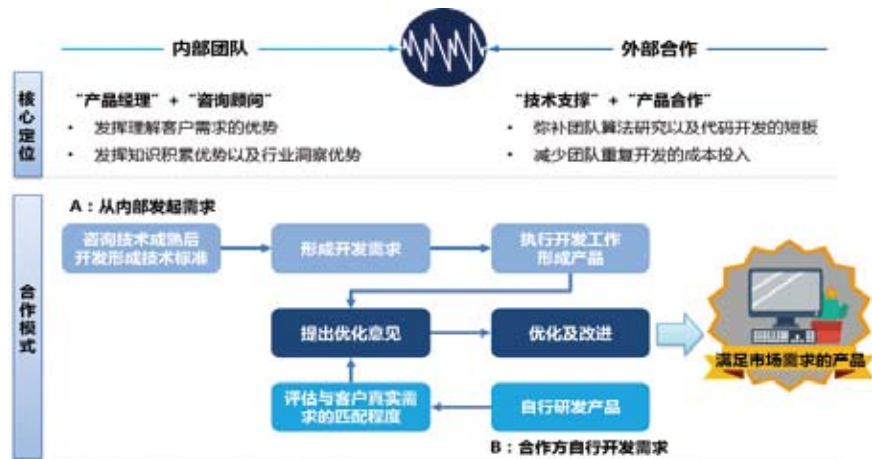 内部团队
外部合作
核心定位
“产品经理” + “咨询顾问”
• 发挥理解客户需求的优势
• 发挥知识积累优势以及行业洞察优势
“技术支撑” + “产品合作”
• 弥补团队算法研究以及代码开发的短板
• 减少团队重复开发的成本投入
合作模式
A：从内部发起需求
咨询技术成熟后
开发形成技术标准
形成开发需求
执行开发工作
形成产品
提出优化意见
优化及改进
满足市场需求的产品
评估与客户真实需
求的匹配程度
自行研发产品
B：合作方自行开发需求